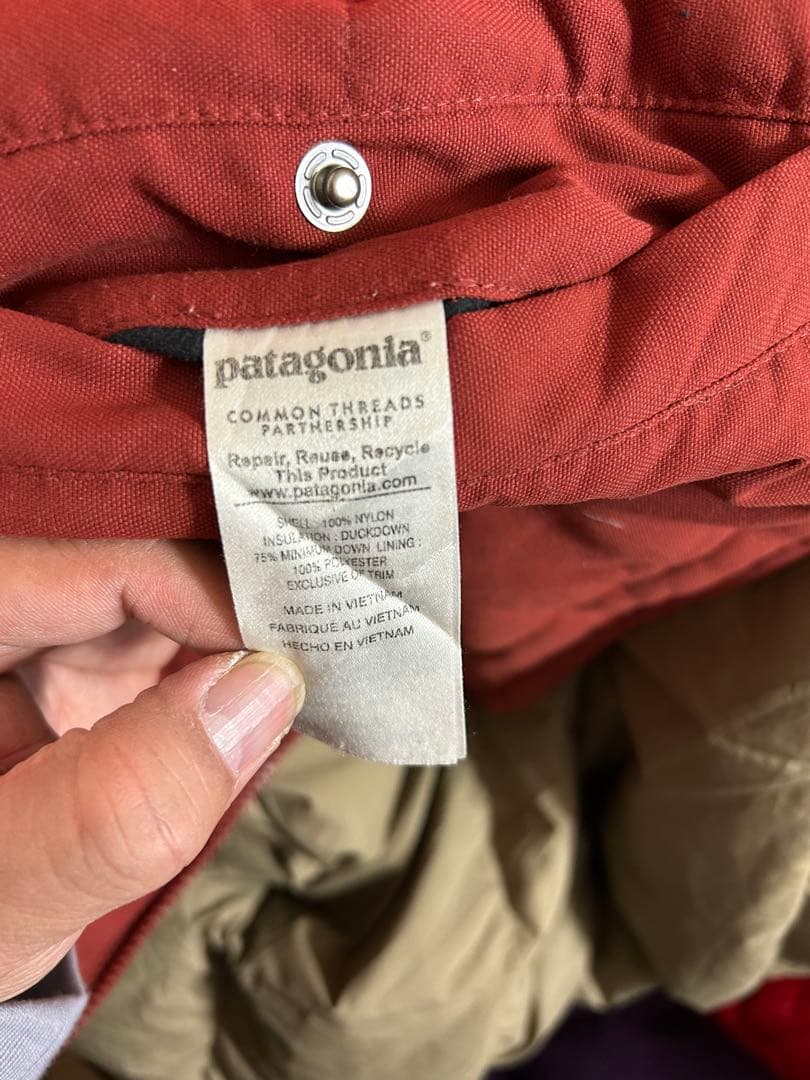 patagonia®
COMMON THREADS
PARTNERSHIP
Repair, Reuse, Recycle
This Product
www.patagonia.com
SHELL : 100% NYLON
INSULATION : DUCKDOWN
75% MINIMUM DOWN LINING :
100% POLYESTER
EXCLUSIVE OF TRIM
MADE IN VIETNAM
FABRIQUE AU VIETNAM
HECHO EN VIETNAM